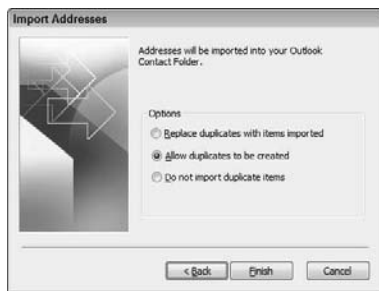 Import Addresses
Addresses will be imported into your Outlook
Contact Folder.
Options
Replace duplicates with items imported
Allow duplicates to be created
Do not import duplicate items
< Back
Finish
Cancel